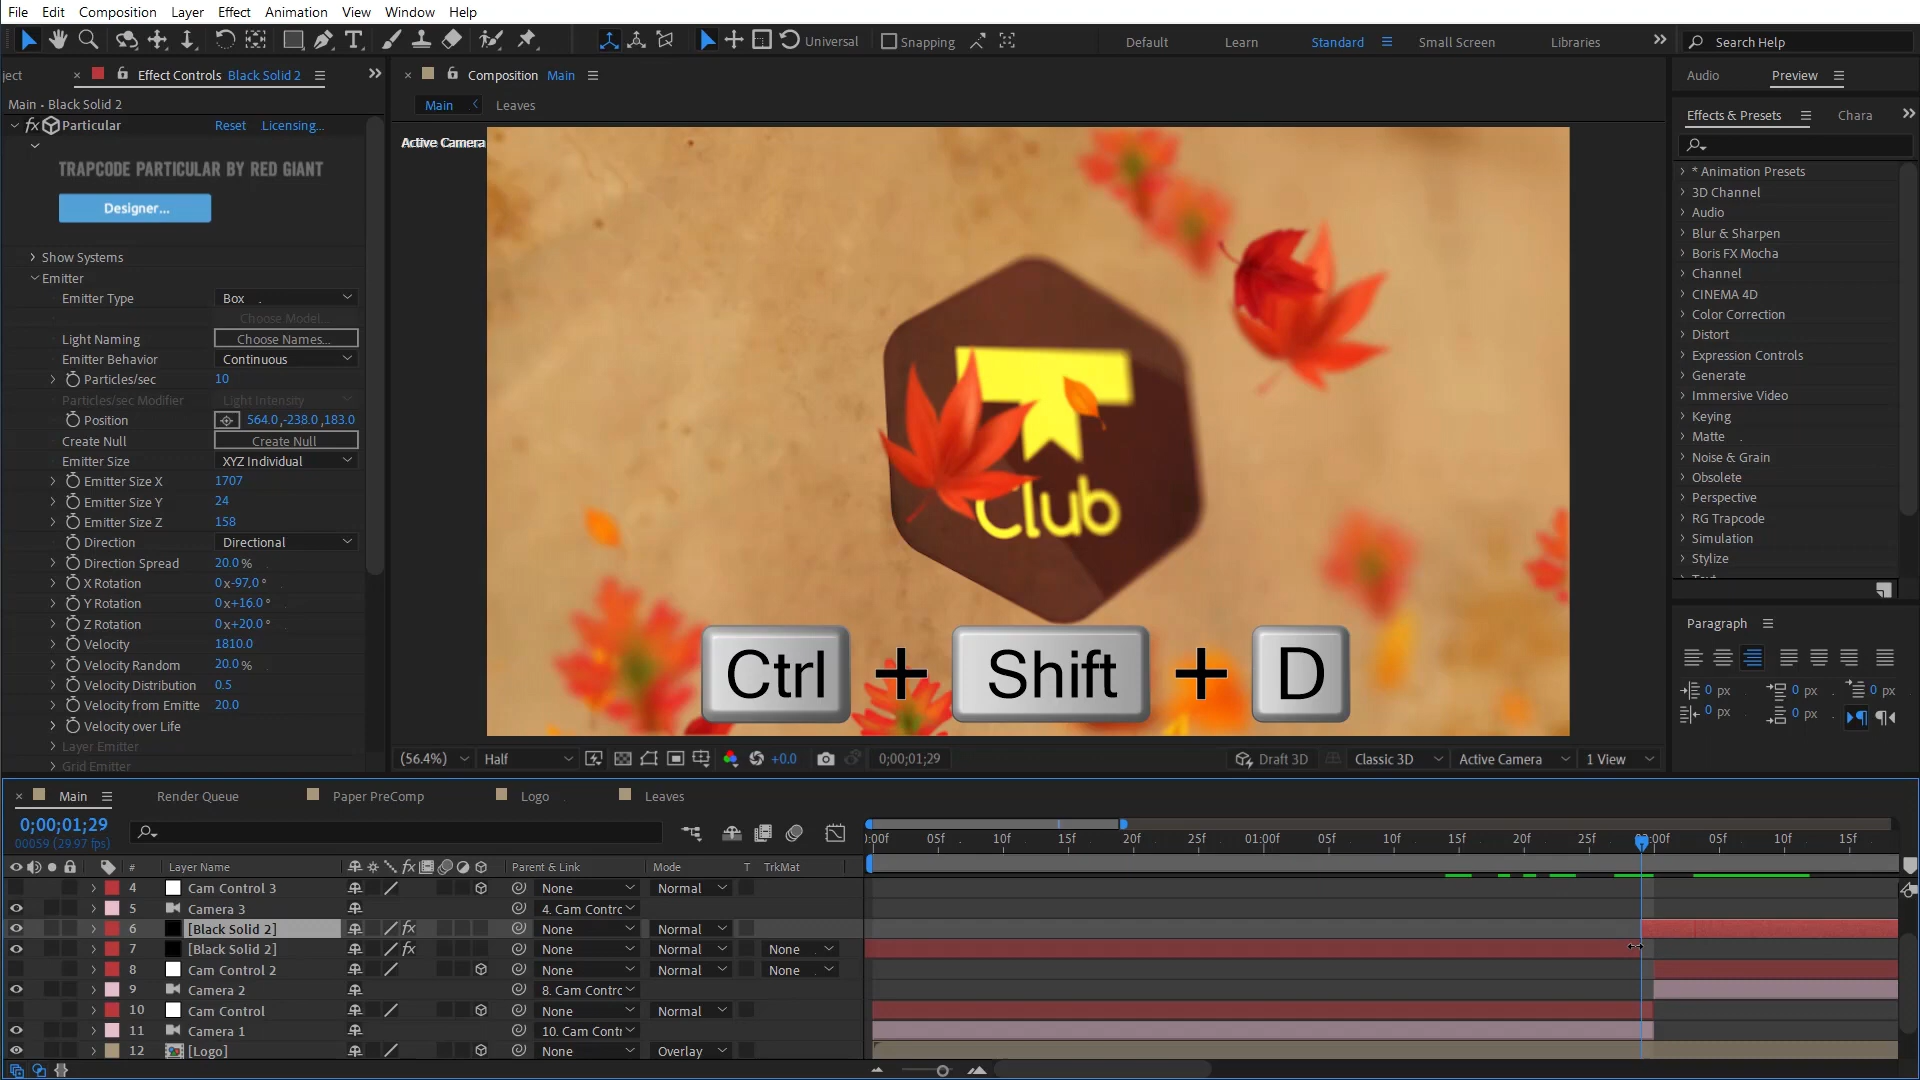 File Edit Composition Layer Effect Animation View Window Help
Universal Snapping Default Learn Standard Small Screen Libraries Search Help
ject Effect Controls Black Solid 2
Main • Black Solid 2
Particular Reset Licensing...
TRAPCODE PARTICULAR BY RED GIANT
Designer...
Show Systems
Emitter
Emitter Type Box
Choose Model...
Light Naming Choose Names...
Emitter Behavior Continuous
Particles/sec 10
Particles/sec Modifier Light Intensity
Position 564.0,-238.0,183.0
Create Null Create Null
Emitter Size XYZ Individual
Emitter Size X 1707
Emitter Size Y 24
Emitter Size Z 158
Direction Directional
Direction Spread 20.0 %
X Rotation 0 x-97.0 °
Y Rotation 0 x+16.0 °
Z Rotation 0 x+20.0 °
Velocity 1810.0
Velocity Random 20.0 %
Velocity Distribution 0.5
Velocity from Emitte 20.0
Velocity over Life
Layer Emitter
Grid Emitter
Composition Main
Main Leaves
Active Camera
Club
Ctrl + Shift + D
(56.4%) Half +0.0 0;00;01;29 Draft 3D Classic 3D Active Camera 1 View
Audio Preview
Effects & Presets Chara
* Animation Presets
3D Channel
Audio
Blur & Sharpen
Boris FX Mocha
Channel
CINEMA 4D
Color Correction
Distort
Expression Controls
Generate
Immersive Video
Keying
Matte
Noise & Grain
Obsolete
Perspective
RG Trapcode
Simulation
Stylize
Text
Paragraph
0 px 0 px 0 px
0 px 0 px
Main Render Queue Paper PreComp Logo Leaves
0;00;01;29
00059 (29.97 fps)
):00f 05f 10f 15f 20f 25f 01:00f 05f 10f 15f 20f 25f 02:00f 05f 10f 15f
# Layer Name Parent & Link Mode T TrkMat
4 Cam Control 3 None Normal
5 Camera 3 4. Cam Contrc
6 [Black Solid 2] fx None Normal
7 [Black Solid 2] fx None Normal None
8 Cam Control 2 None Normal None
9 Camera 2 8. Cam Contrc
10 Cam Control None Normal
11 Camera 1 10. Cam Contr
12 [Logo] None Overlay